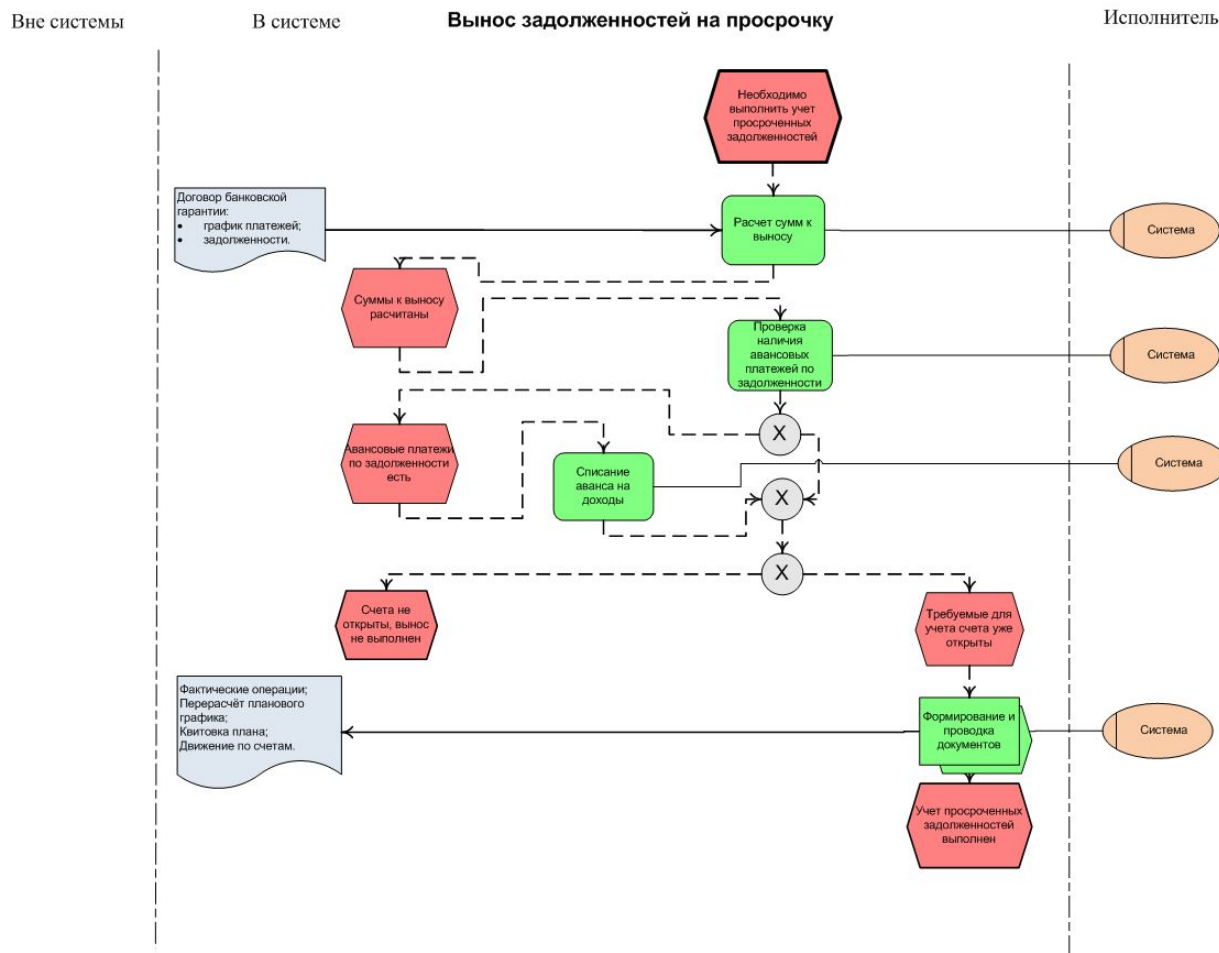 Вне системы
В системе
Вынос задолженностей на просрочку
Исполнитель
Необходимо
выполнить учет
просроченных
задолженностей
Договор банковской
гарантии:
• график платежей;
• задолженности.
Расчет сумм к
выносу
Система
Суммы к выносу
расчитаны
Проверка
наличия
авансовых
платежей по
задолженности
Система
X
Авансовые платежи
по задолженности
есть
Списание
аванса на
доходы
Система
X
X
Счета не
открыты, вынос
не выполнен
Требуемые для
учета счета уже
открыты
Фактические операции;
Перерасчёт планового
графика;
Квитовка плана;
Движение по счетам.
Формирование и
проводка
документов
Система
Учет просроченных
задолженностей
выполнен